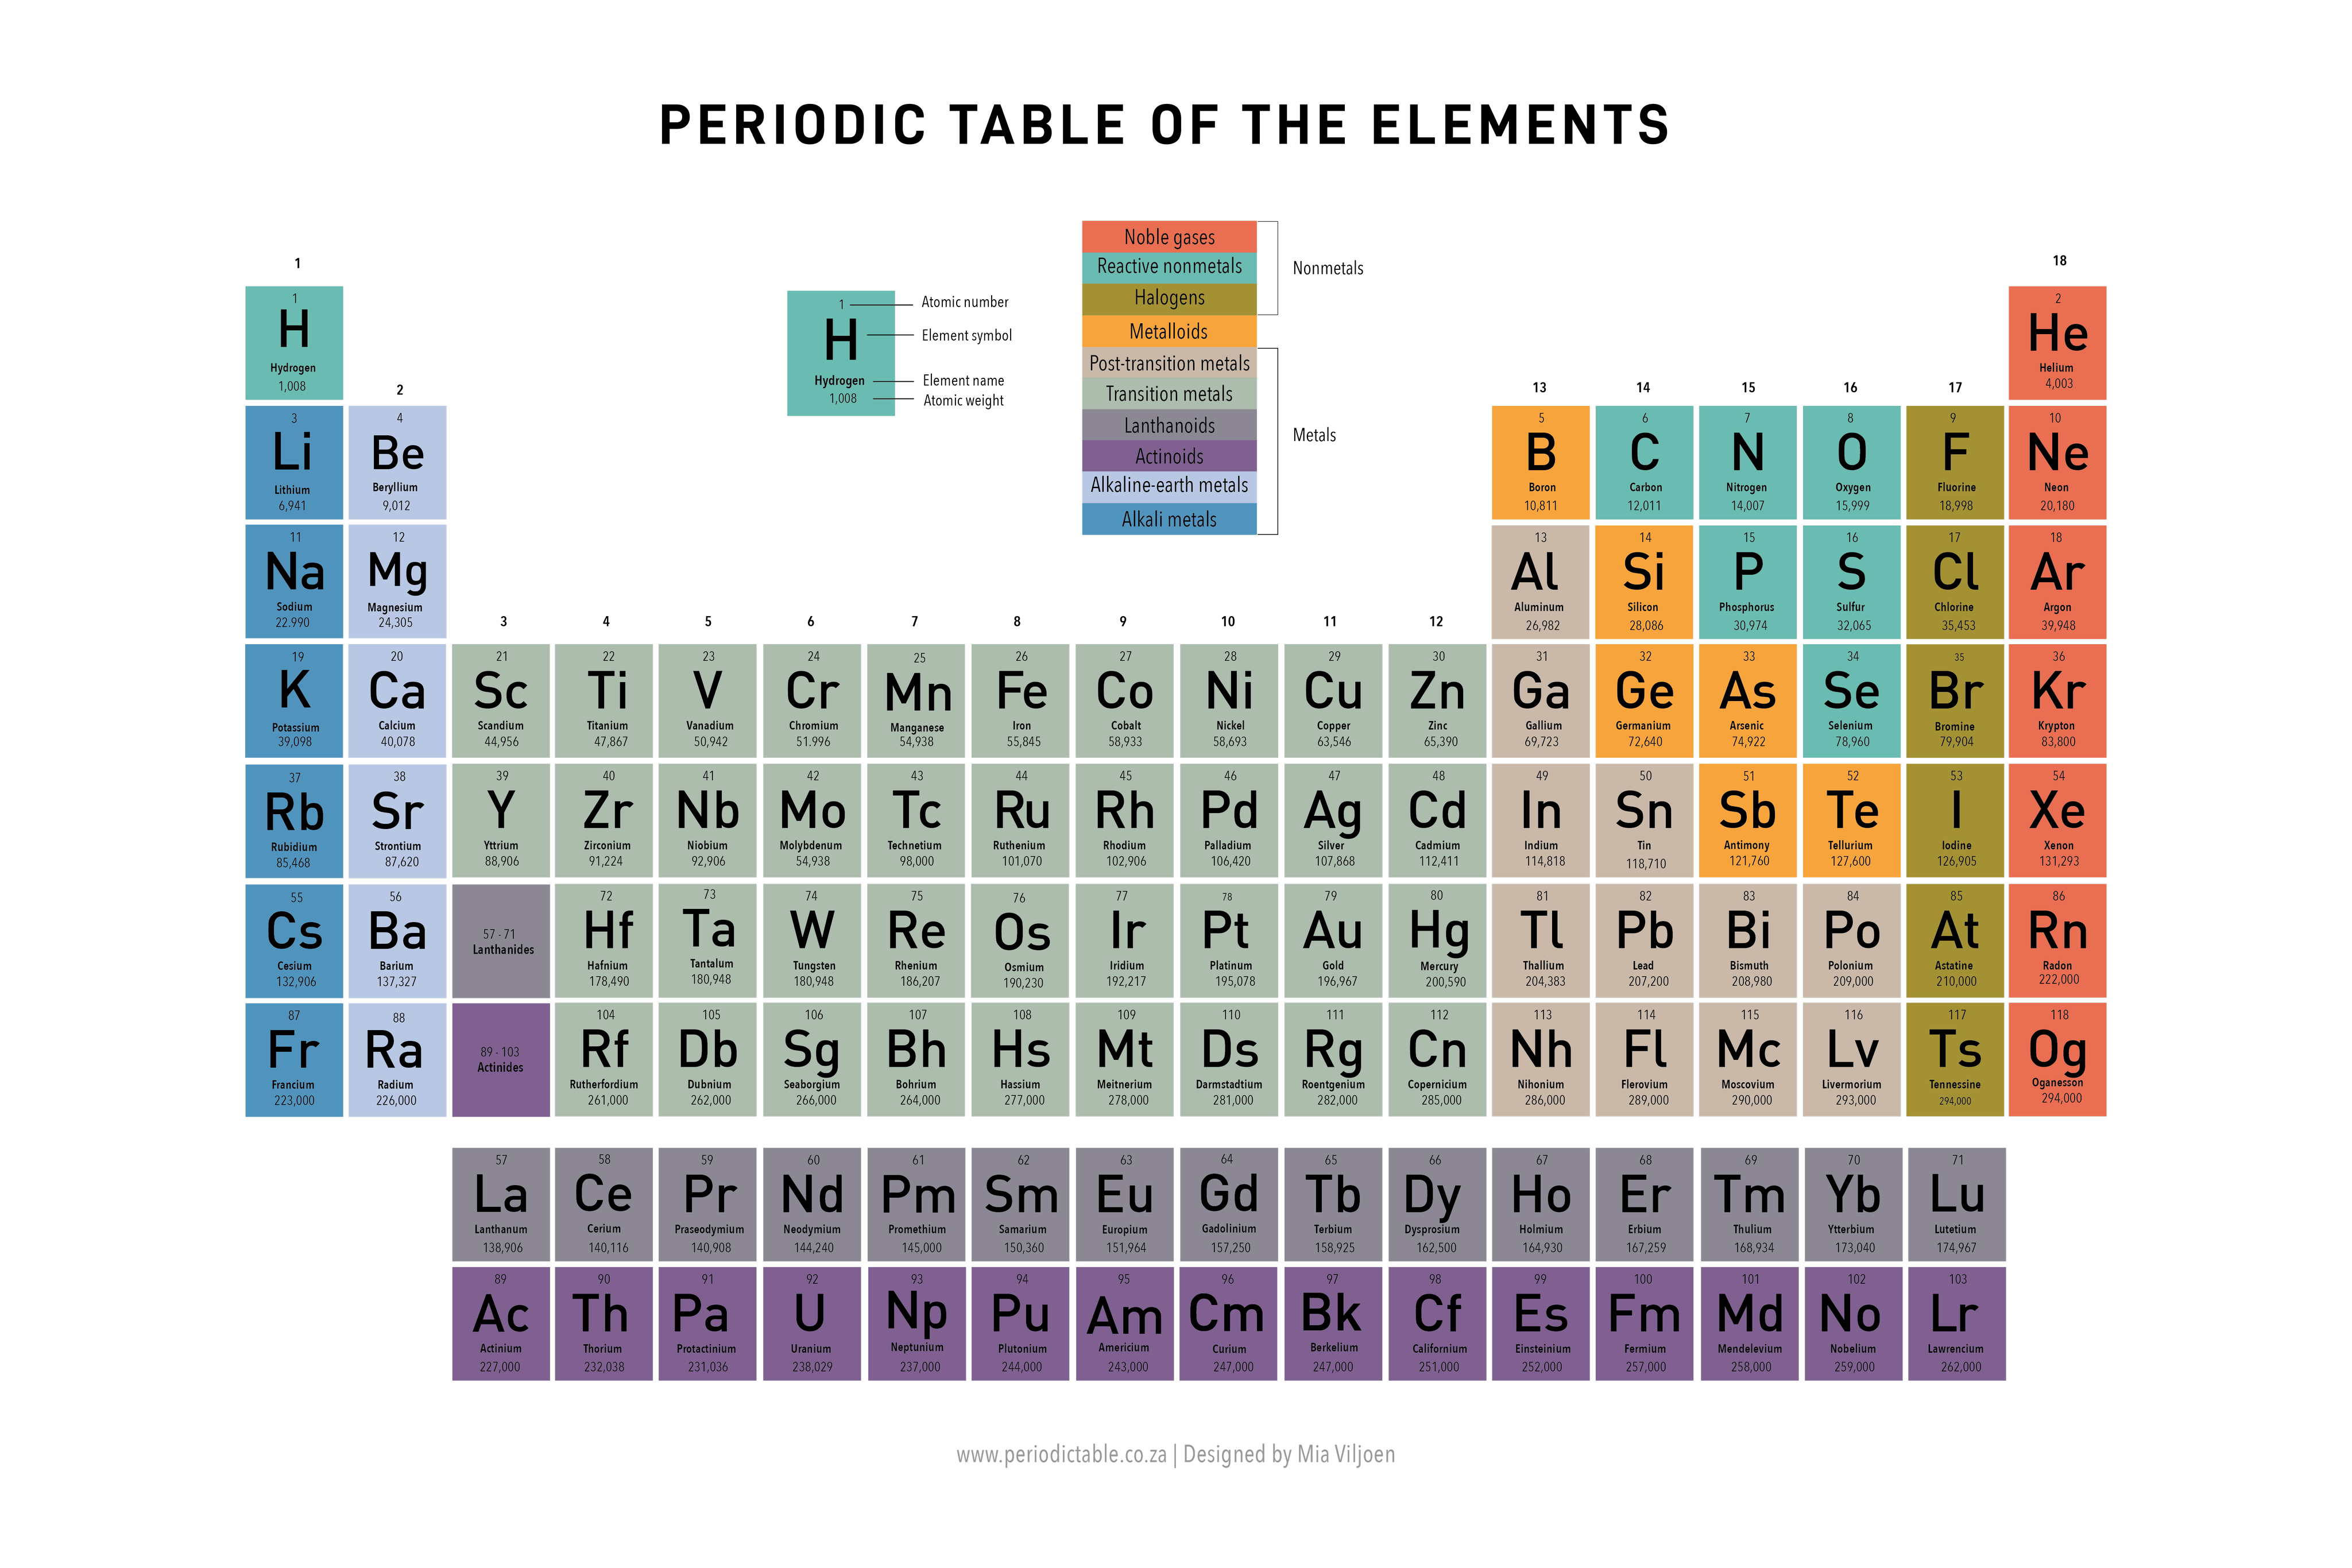 PERIODIC TABLE OF THE ELEMENTS
Noble gases
Reactive nonmetals
Halogens
Metalloids
Post-transition metals
Transition metals
Lanthanoids
Actinoids
Alkaline-earth metals
Alkali metals
Nonmetals
Metals
1
H
Hydrogen
1,008
Atomic number
Element symbol
Element name
Atomic weight
1 18
1 2
H He
Hydrogen Helium
1,008 4,003
2 13 14 15 16 17
3 4 5 6 7 8 9 10
Li Be B C N O F Ne
Lithium Beryllium Boron Carbon Nitrogen Oxygen Fluorine Neon
6,941 9,012 10,811 12,011 14,007 15,999 18,998 20,180
11 12 13 14 15 16 17 18
Na Mg Al Si P S Cl Ar
Sodium Magnesium Aluminum Silicon Phosphorus Sulfur Chlorine Argon
22.990 24,305 26,982 28,086 30,974 32,065 35,453 39,948
3 4 5 6 7 8 9 10 11 12
19 20 21 22 23 24 25 26 27 28 29 30 31 32 33 34 35 36
K Ca Sc Ti V Cr Mn Fe Co Ni Cu Zn Ga Ge As Se Br Kr
Potassium Calcium Scandium Titanium Vanadium Chromium Manganese Iron Cobalt Nickel Copper Zinc Gallium Germanium Arsenic Selenium Bromine Krypton
39,098 40,078 44,956 47,867 50,942 51.996 54,938 55,845 58,933 58,693 63,546 65,390 69,723 72,640 74,922 78,960 79,904 83,800
37 38 39 40 41 42 43 44 45 46 47 48 49 50 51 52 53 54
Rb Sr Y Zr Nb Mo Tc Ru Rh Pd Ag Cd In Sn Sb Te I Xe
Rubidium Strontium Yttrium Zirconium Niobium Molybdenum Technetium Ruthenium Rhodium Palladium Silver Cadmium Indium Tin Antimony Tellurium Iodine Xenon
85,468 87,620 88,906 91,224 92,906 54,938 98,000 101,070 102,906 106,420 107,868 112,411 114,818 118,710 121,760 127,600 126,905 131,293
55 56 57 - 71 72 73 74 75 76 77 78 79 80 81 82 83 84 85 86
Cs Ba Lanthanides Hf Ta W Re Os Ir Pt Au Hg Tl Pb Bi Po At Rn
Cesium Barium Hafnium Tantalum Tungsten Rhenium Osmium Iridium Platinum Gold Mercury Thallium Lead Bismuth Polonium Astatine Radon
132,906 137,327 178,490 180,948 180,948 186,207 190,230 192,217 195,078 196,967 200,590 204,383 207,200 208,980 209,000 210,000 222,000
87 88 89 - 103 104 105 106 107 108 109 110 111 112 113 114 115 116 117 118
Fr Ra Actinides Rf Db Sg Bh Hs Mt Ds Rg Cn Nh Fl Mc Lv Ts Og
Francium Radium Rutherfordium Dubnium Seaborgium Bohrium Hassium Meitnerium Darmstadtium Roentgenium Copernicium Nihonium Flerovium Moscovium Livermorium Tennessine Oganesson
223,000 226,000 261,000 262,000 266,000 264,000 277,000 278,000 281,000 282,000 285,000 286,000 289,000 290,000 293,000 294,000 294,000
57 58 59 60 61 62 63 64 65 66 67 68 69 70 71
La Ce Pr Nd Pm Sm Eu Gd Tb Dy Ho Er Tm Yb Lu
Lanthanum Cerium Praseodymium Neodymium Promethium Samarium Europium Gadolinium Terbium Dysprosium Holmium Erbium Thulium Ytterbium Lutetium
138,906 140,116 140,908 144,240 145,000 150,360 151,964 157,250 158,925 162,500 164,930 167,259 168,934 173,040 174,967
89 90 91 92 93 94 95 96 97 98 99 100 101 102 103
Ac Th Pa U Np Pu Am Cm Bk Cf Es Fm Md No Lr
Actinium Thorium Protactinium Uranium Neptunium Plutonium Americium Curium Berkelium Californium Einsteinium Fermium Mendelevium Nobelium Lawrencium
227,000 232,038 231,036 238,029 237,000 244,000 243,000 247,000 247,000 251,000 252,000 257,000 258,000 259,000 262,000
www.periodictable.co.za | Designed by Mia Viljoen